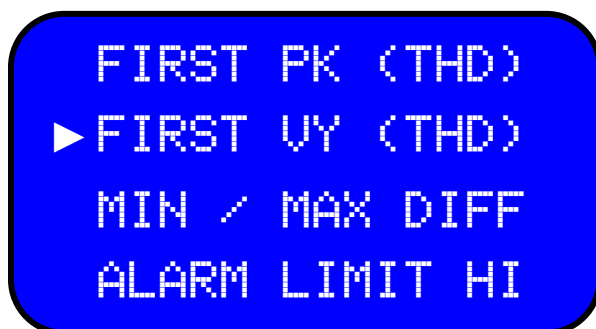 FIRST PK (THD)
►FIRST VY (THD)
MIN / MAX DIFF
ALARM LIMIT HI